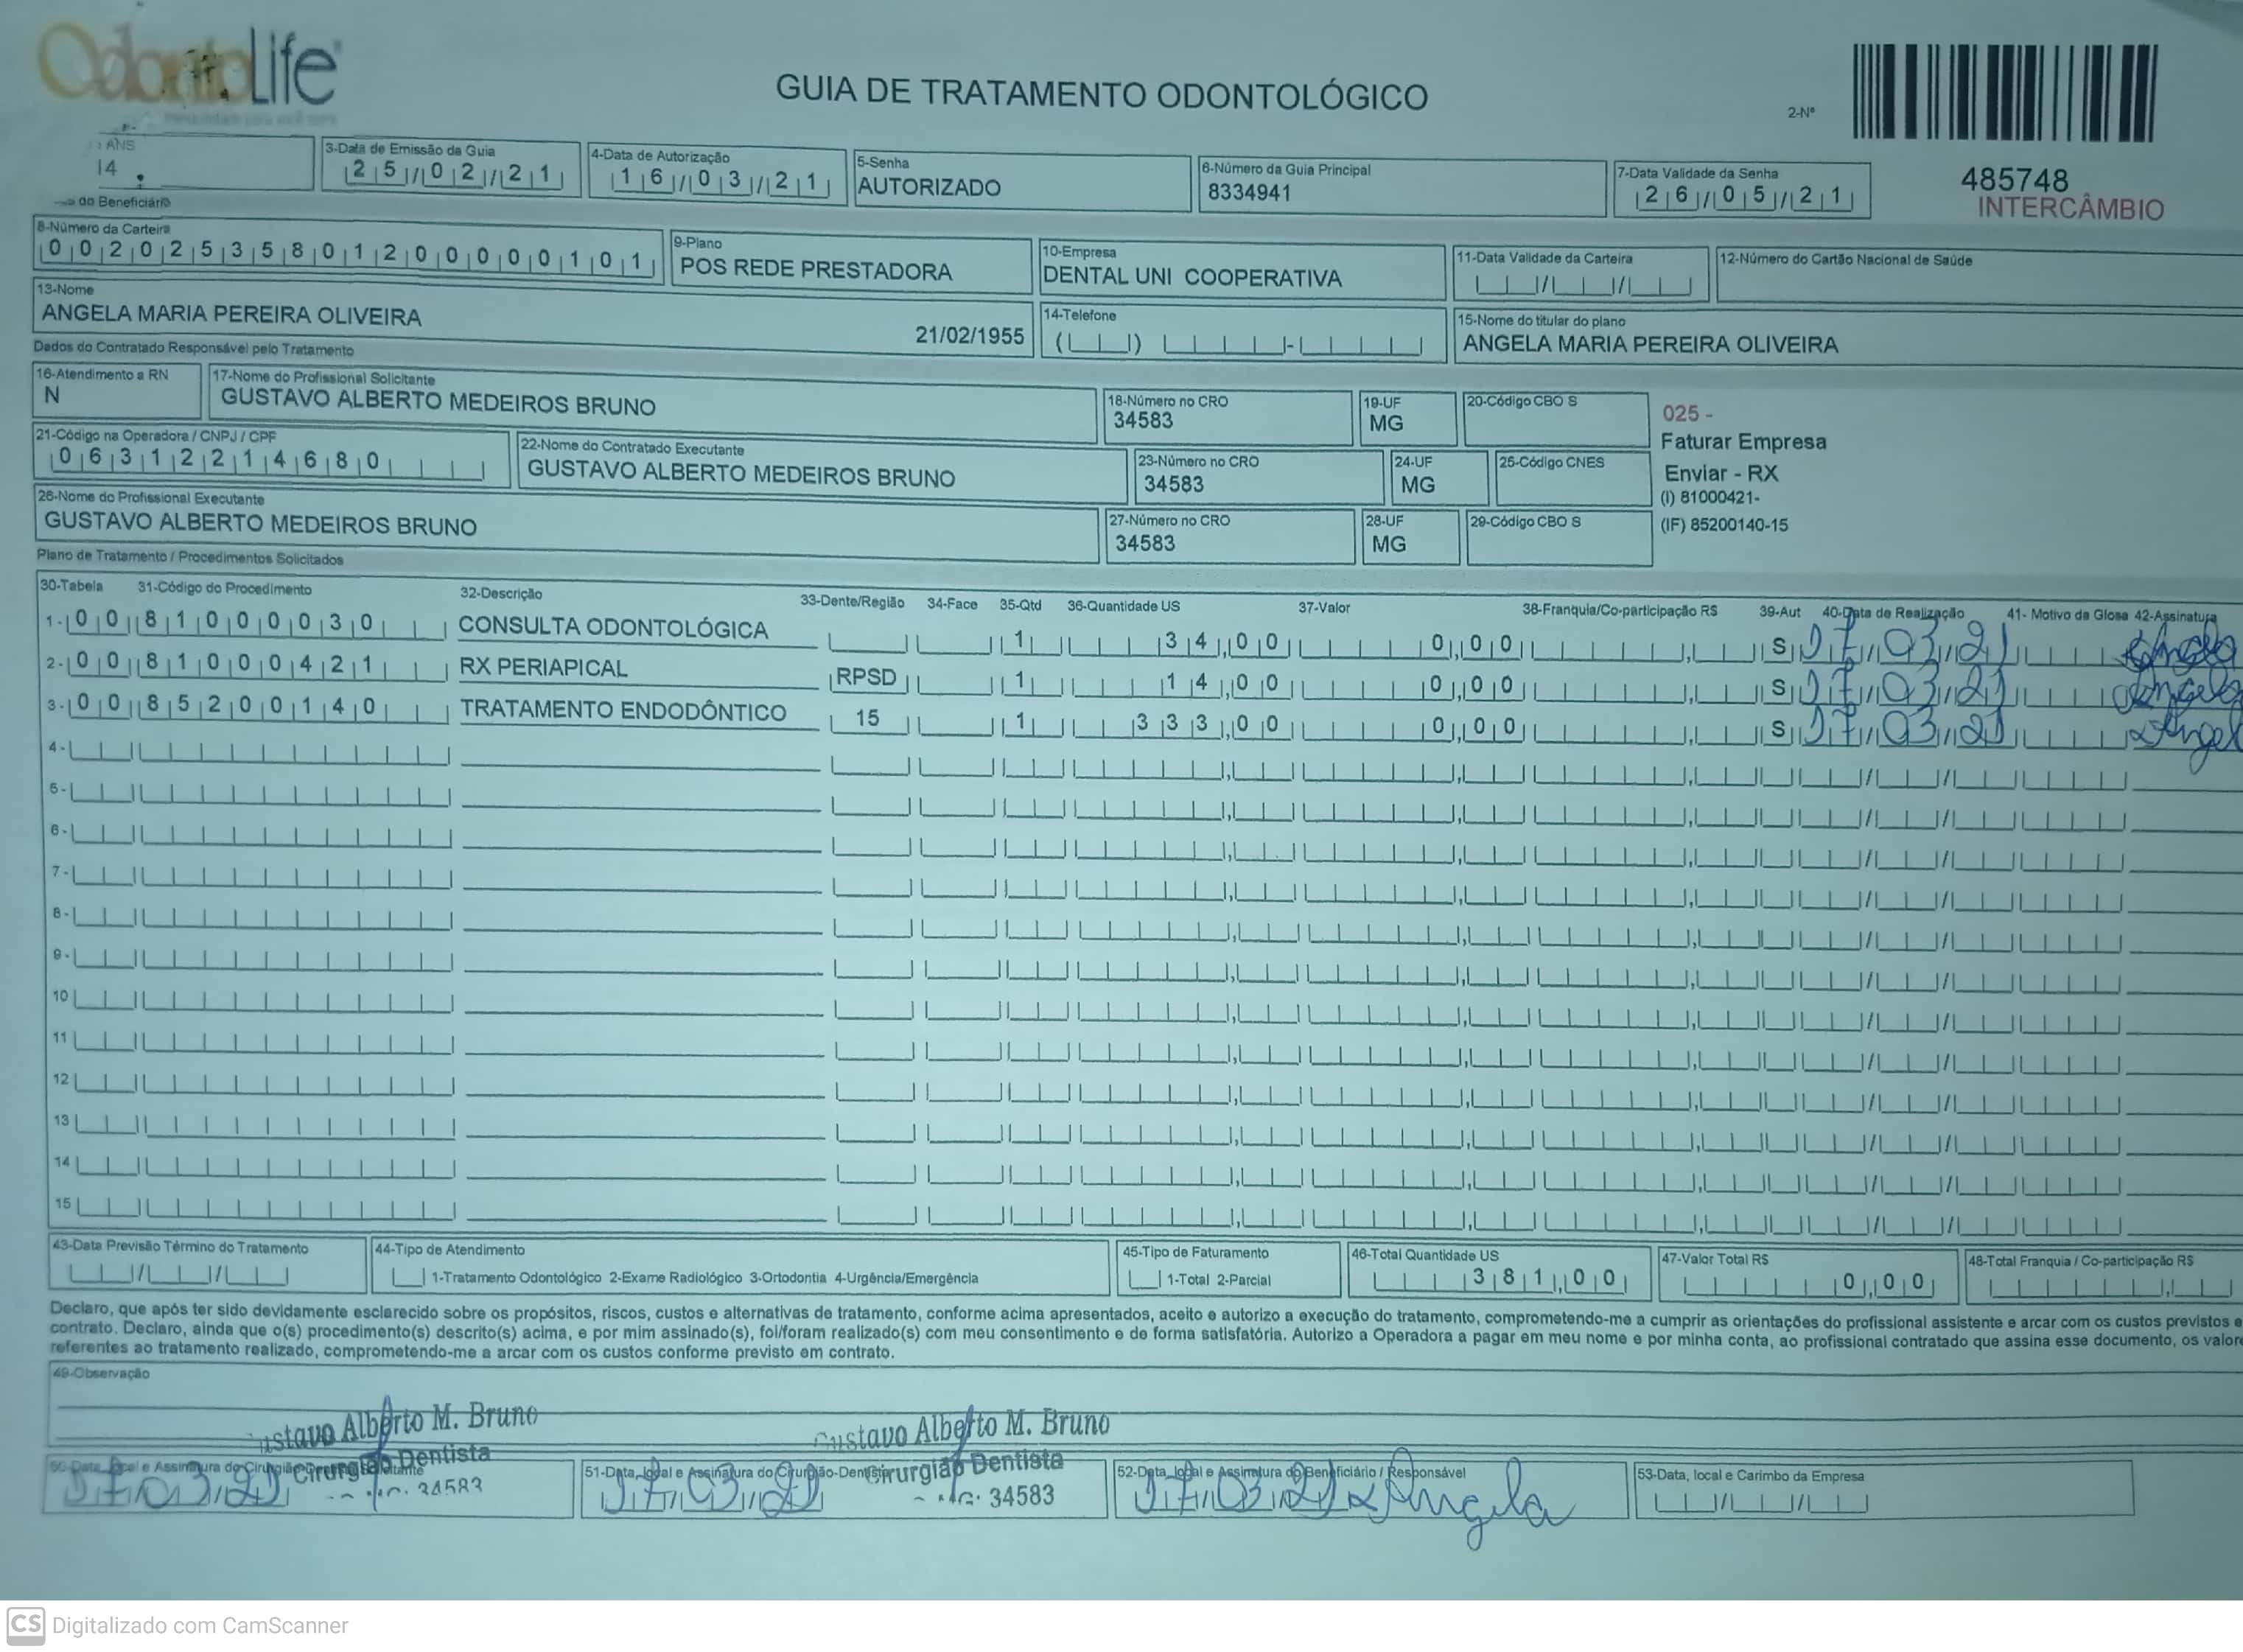 OdontoLife
GUIA DE TRATAMENTO ODONTOLÓGICO
2-Nº
485748
INTERCÂMBIO
ANS
14
3-Data de Emissão da Guia
25/02/21
4-Data de Autorização
16/03/21
5-Senha
AUTORIZADO
6-Número da Guia Principal
8334941
7-Data Validade da Senha
26/05/21
do Beneficiário
8-Número da Carteira
00202535801200000101
9-Plano
POS REDE PRESTADORA
10-Empresa
DENTAL UNI COOPERATIVA
11-Data Validade da Carteira
12-Número do Cartão Nacional de Saúde
13-Nome
ANGELA MARIA PEREIRA OLIVEIRA
21/02/1955
14-Telefone
15-Nome do titular do plano
ANGELA MARIA PEREIRA OLIVEIRA
Dados do Contratado Responsável pelo Tratamento
16-Atendimento a RN
N
17-Nome do Profissional Solicitante
GUSTAVO ALBERTO MEDEIROS BRUNO
18-Número no CRO
34583
19-UF
MG
20-Código CBO S
025 -
Faturar Empresa
Enviar - RX
(I) 81000421-
(IF) 85200140-15
21-Código na Operadora / CNPJ / CPF
06312214680
22-Nome do Contratado Executante
GUSTAVO ALBERTO MEDEIROS BRUNO
23-Número no CRO
34583
24-UF
MG
25-Código CNES
26-Nome do Profissional Executante
GUSTAVO ALBERTO MEDEIROS BRUNO
27-Número no CRO
34583
28-UF
MG
29-Código CBO S
Plano de Tratamento / Procedimentos Solicitados
30-Tabela 31-Código do Procedimento 32-Descrição 33-Dente/Região 34-Face 35-Qtd 36-Quantidade US 37-Valor 38-Franquia/Co-participação R$ 39-Aut 40-Data de Realização 41- Motivo da Glosa 42-Assinatura
1- 00 81000030 CONSULTA ODONTOLÓGICA 1 34,00 0,00 S 17/03/21 Angela
2- 00 81000421 RX PERIAPICAL RPSD 1 14,00 0,00 S 17/03/21 Angela
3- 00 85200140 TRATAMENTO ENDODÔNTICO 15 1 333,00 0,00 S 17/03/21 Angel
4-
5-
6-
7-
8-
9-
10
11
12
13
14
15
43-Data Previsão Término do Tratamento
44-Tipo de Atendimento
1-Tratamento Odontológico 2-Exame Radiológico 3-Ortodontia 4-Urgência/Emergência
45-Tipo de Faturamento
1-Total 2-Parcial
46-Total Quantidade US
381,00
47-Valor Total R$
0,00
48-Total Franquia / Co-participação R$
Declaro, que após ter sido devidamente esclarecido sobre os propósitos, riscos, custos e alternativas de tratamento, conforme acima apresentados, aceito e autorizo a execução do tratamento, comprometendo-me a cumprir as orientações do profissional assistente e arcar com os custos previstos e
contrato. Declaro, ainda que o(s) procedimento(s) descrito(s) acima, e por mim assinado(s), foi/foram realizado(s) com meu consentimento e de forma satisfatória. Autorizo a Operadora a pagar em meu nome e por minha conta, ao profissional contratado que assina esse documento, os valor
referentes ao tratamento realizado, comprometendo-me a arcar com os custos conforme previsto em contrato.
49-Observação
ustavo Alberto M. Bruno
Cirurgião Dentista
34583
Gustavo Alberto M. Bruno
Cirurgião Dentista
34583
17/03/21
51-Data, local e Assinatura do Cirurgião-Dentista
17/03/21
52-Data, local e Assinatura do Beneficiário / Responsável
17/03/21 Angela
53-Data, local e Carimbo da Empresa
CS Digitalizado com CamScanner